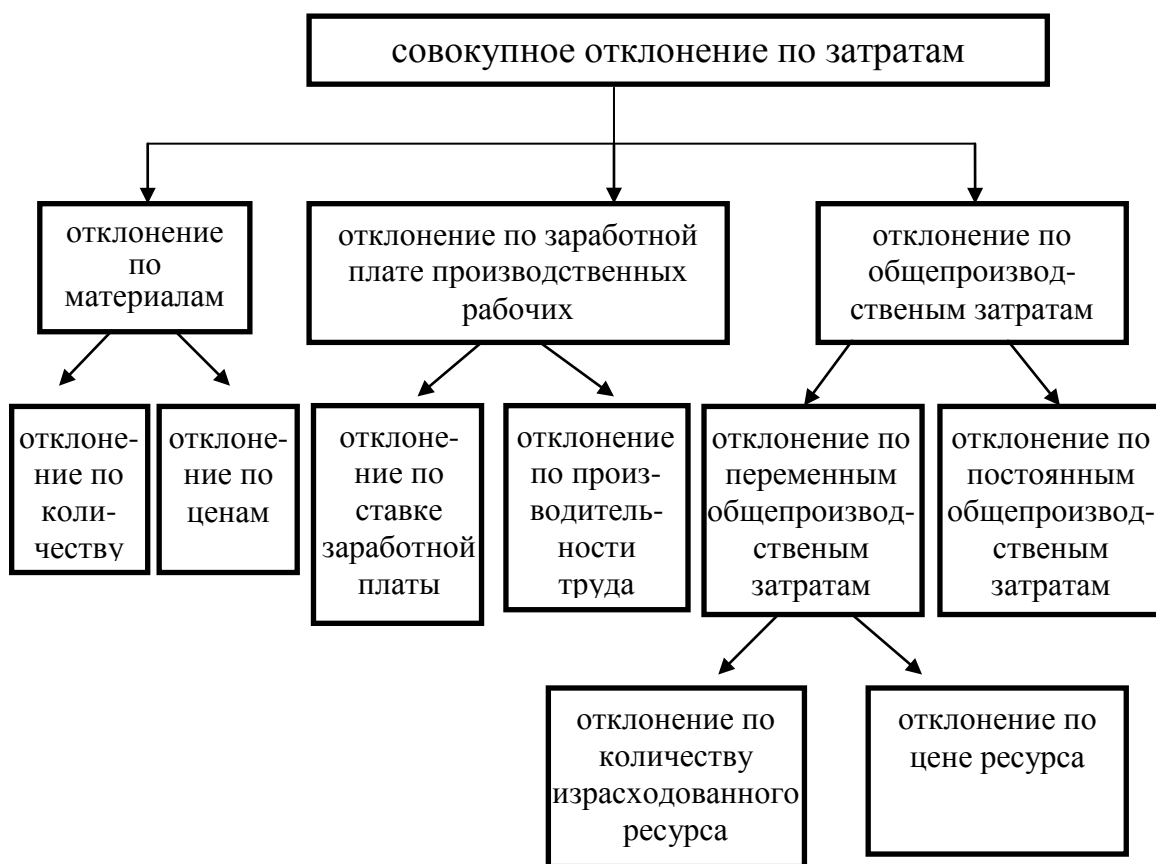 совокупное отклонение по затратам
отклонение
по
материалам
отклонение по заработной
плате производственных
рабочих
отклонение по
общепроизвод-
ственым затратам
отклоне-
ние по
коли-
честву
отклоне-
ние по
ценам
отклоне-
ние по
ставке
заработной
платы
отклонение
по произ-
водитель-
ности
труда
отклонение по
переменным
общепроизвод-
ственым
затратам
отклонение по
постоянным
общепроизвод-
ственым
затратам
отклонение по
количеству
израсходованного
ресурса
отклонение по
цене ресурса